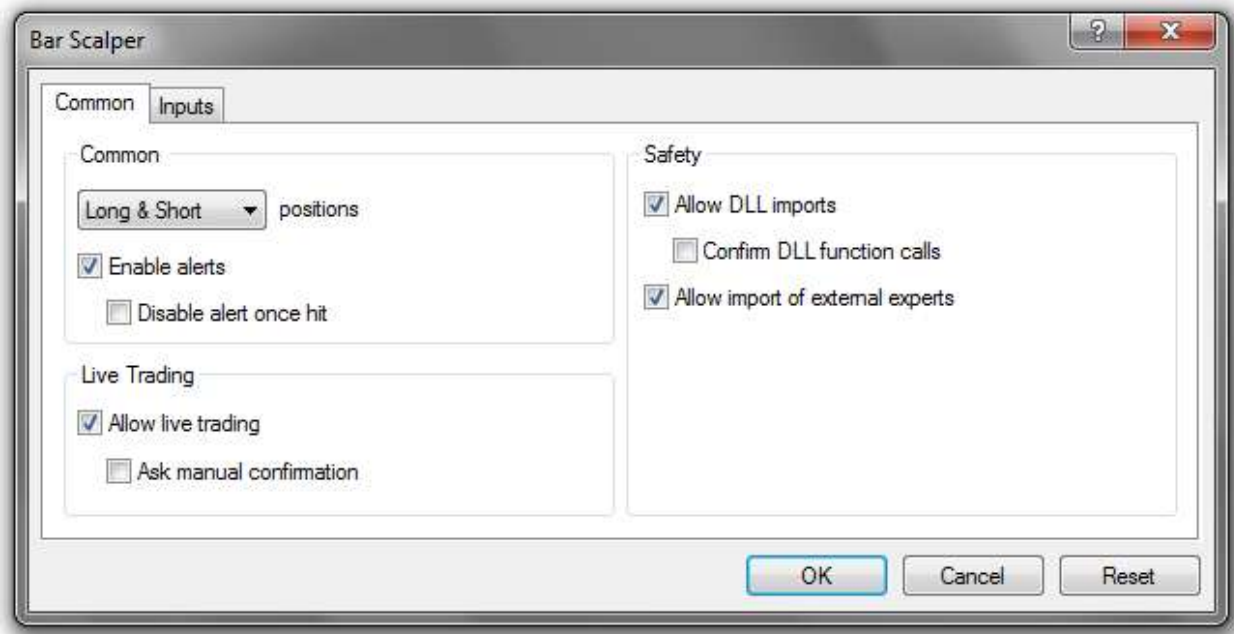 Bar Scalper
?
Common
Inputs
Common
Long & Short
positions
Enable alerts
Disable alert once hit
Live Trading
Allow live trading
Ask manual confirmation
Safety
Allow DLL imports
Confirm DLL function calls
Allow import of external experts
OK
Cancel
Reset